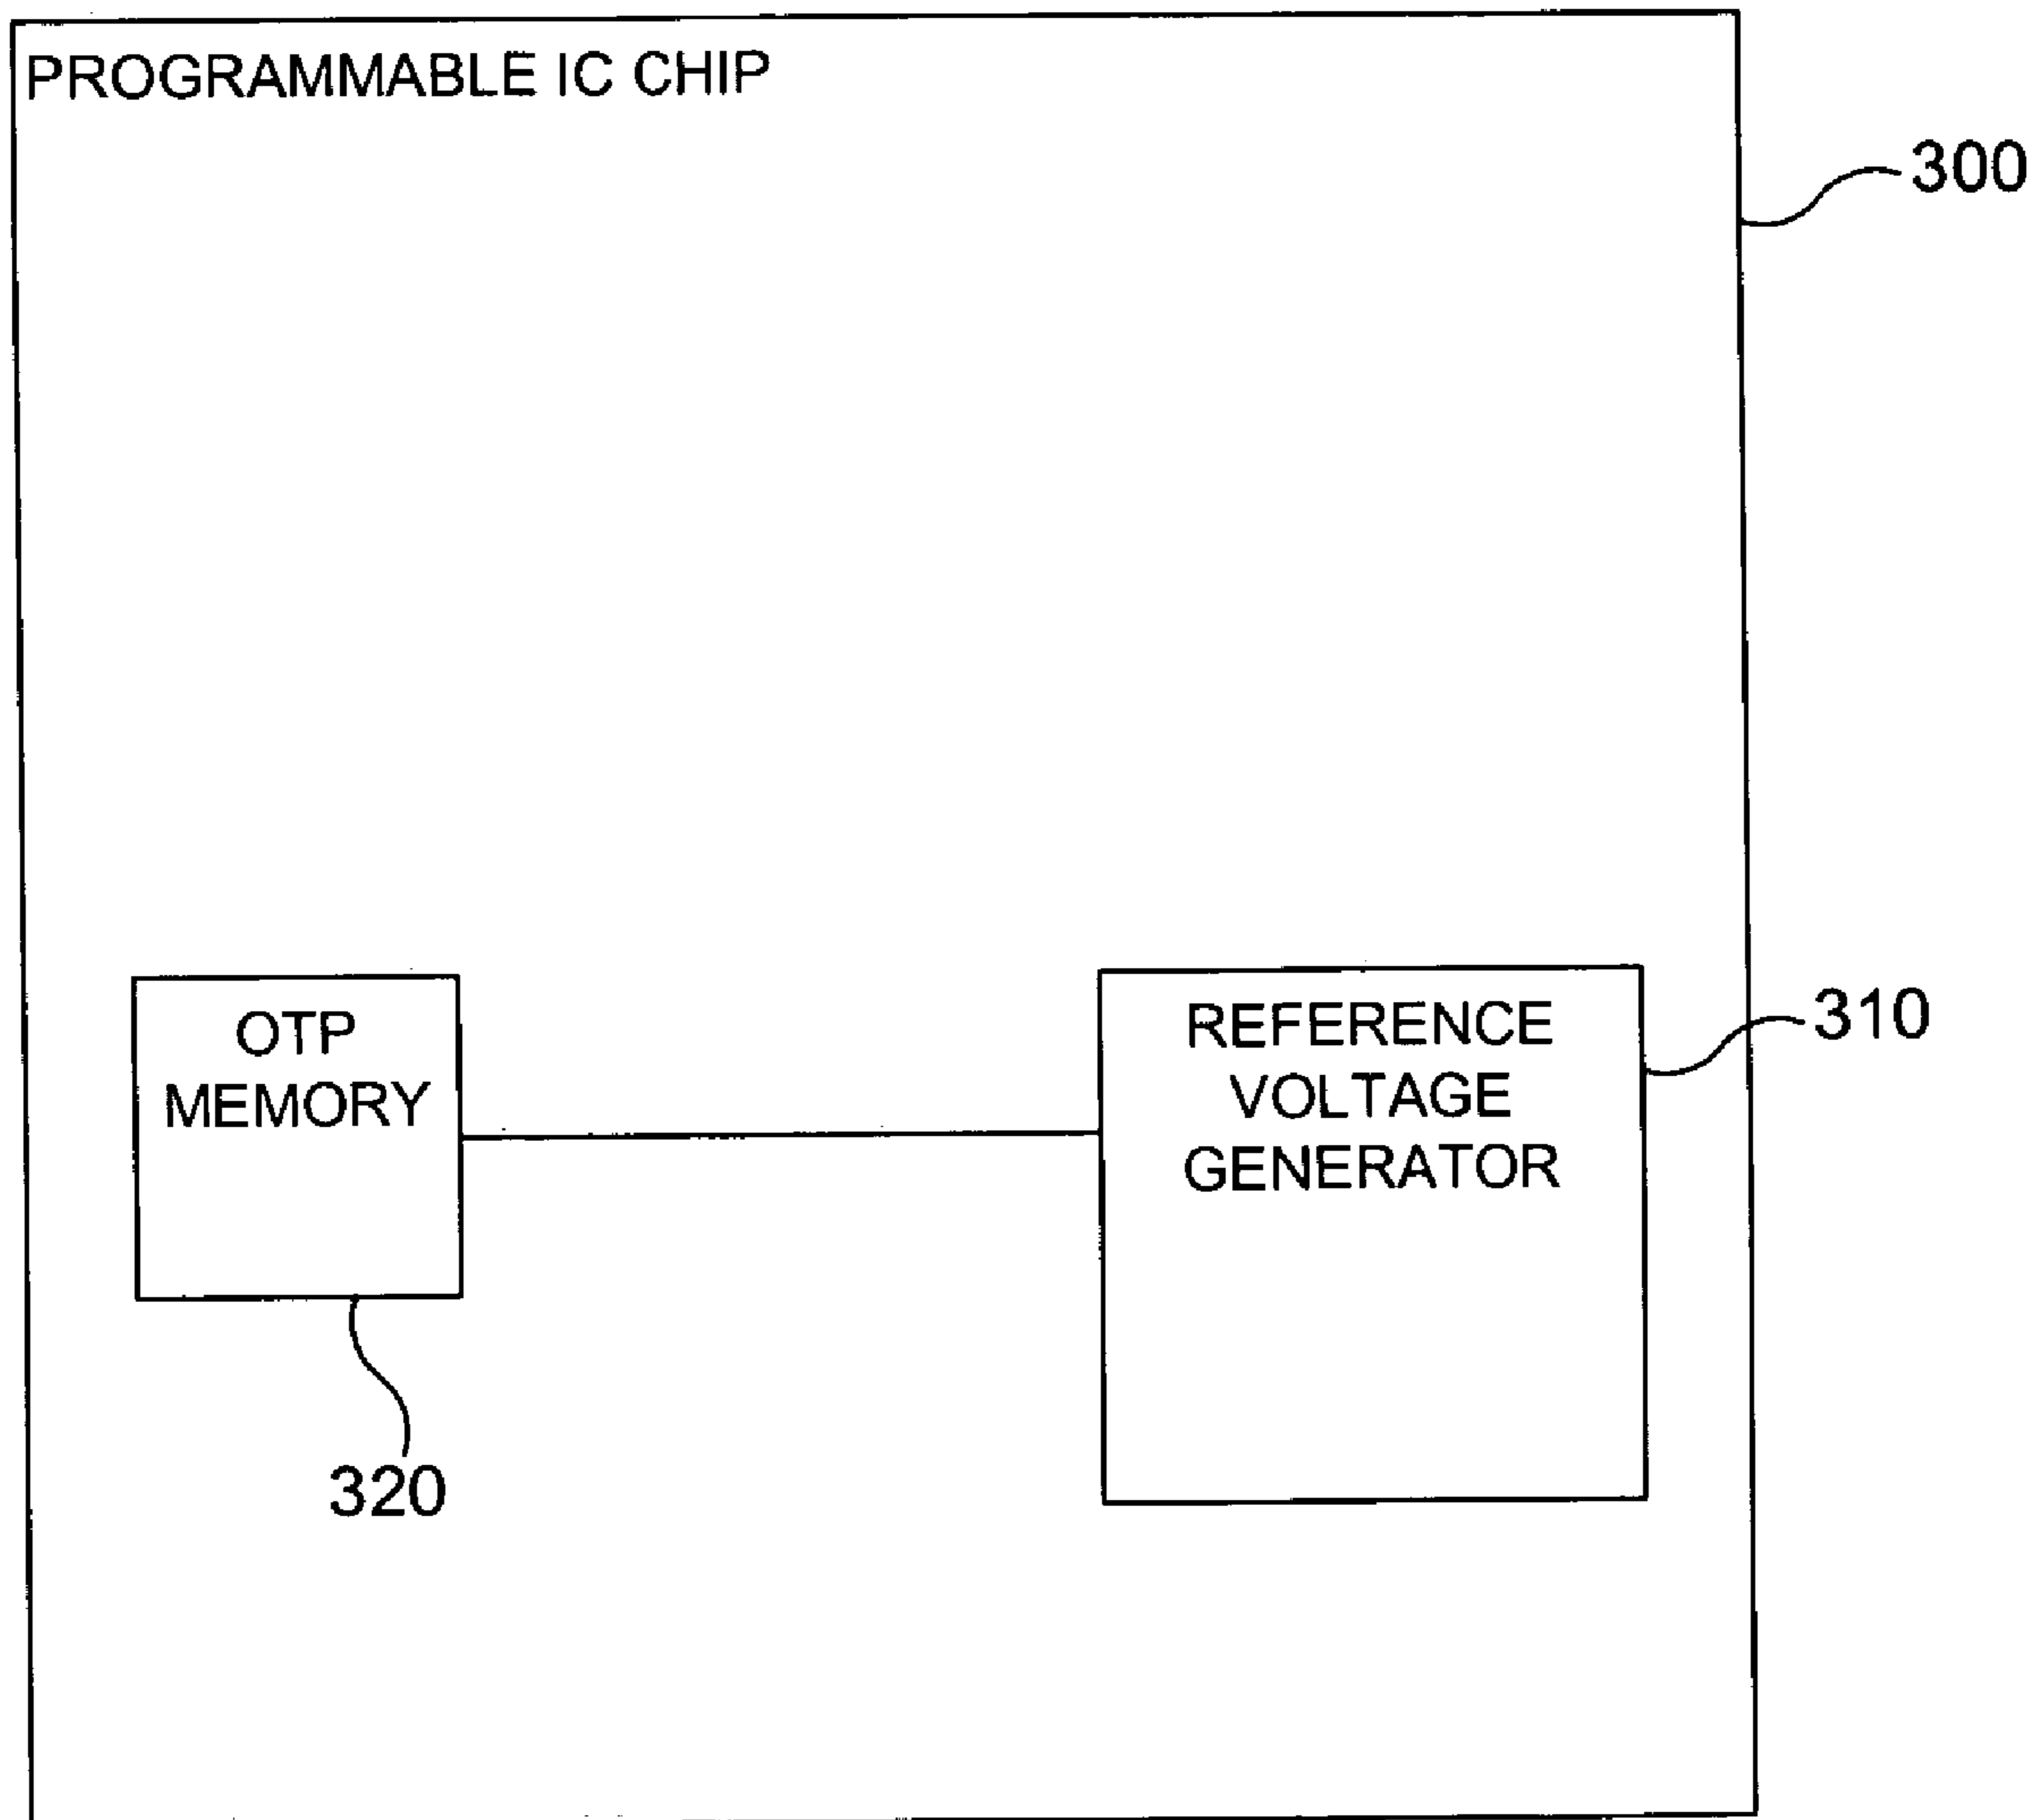 PROGRAMMABLE IC CHIP
300
OTP
MEMORY
REFERENCE
VOLTAGE
GENERATOR
310
320